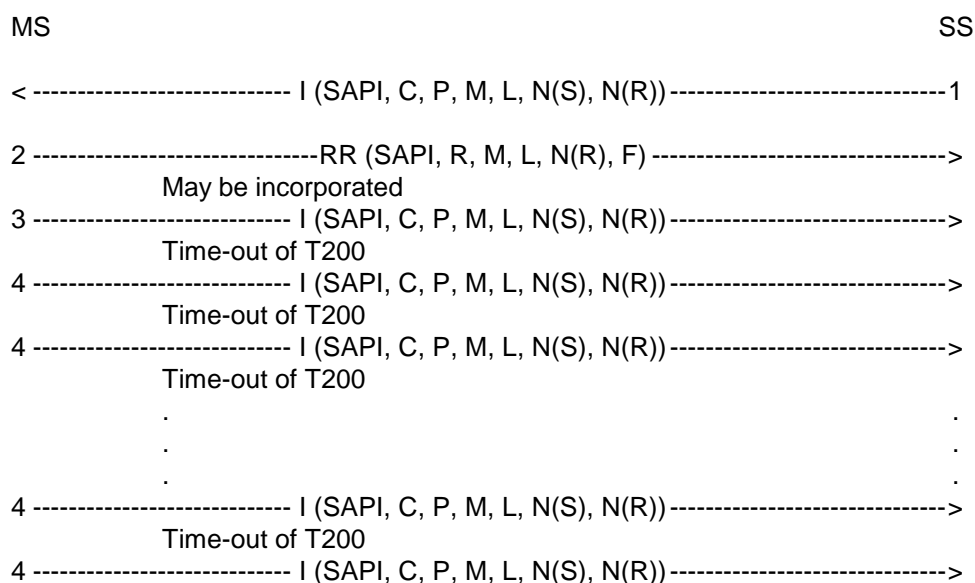 MS SS
< ----------------------------- I (SAPI, C, P, M, L, N(S), N(R))-------------------------------1
2 --------------------------------RR (SAPI, R, M, L, N(R), F) --------------------------------->
May be incorporated
3 ----------------------------- I (SAPI, C, P, M, L, N(S), N(R))------------------------------->
Time-out of T200
4 ----------------------------- I (SAPI, C, P, M, L, N(S), N(R))------------------------------->
Time-out of T200
4 ----------------------------- I (SAPI, C, P, M, L, N(S), N(R))------------------------------->
Time-out of T200
. .
. .
. .
4 ----------------------------- I (SAPI, C, P, M, L, N(S), N(R))------------------------------->
Time-out of T200
4 ----------------------------- I (SAPI, C, P, M, L, N(S), N(R))------------------------------->